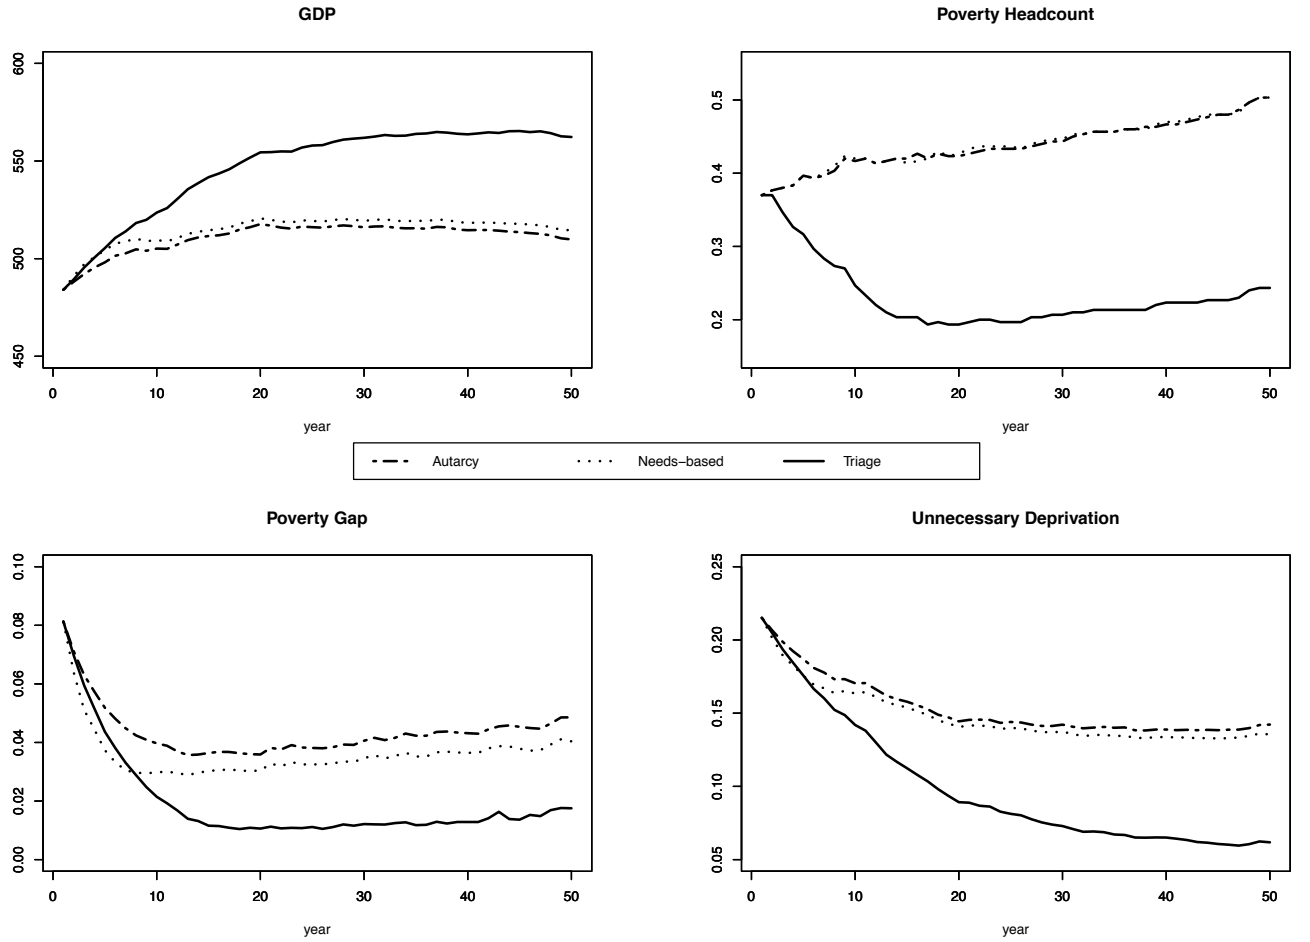 GDP
600
550
500
450
0 10 20 30 40 50
year
Poverty Headcount
0.5
0.4
0.3
0.2
0 10 20 30 40 50
year
Autarcy Needs−based Triage
Poverty Gap
0.10
0.08
0.06
0.04
0.02
0.00
0 10 20 30 40 50
year
Unnecessary Deprivation
0.25
0.20
0.15
0.10
0.05
0 10 20 30 40 50
year